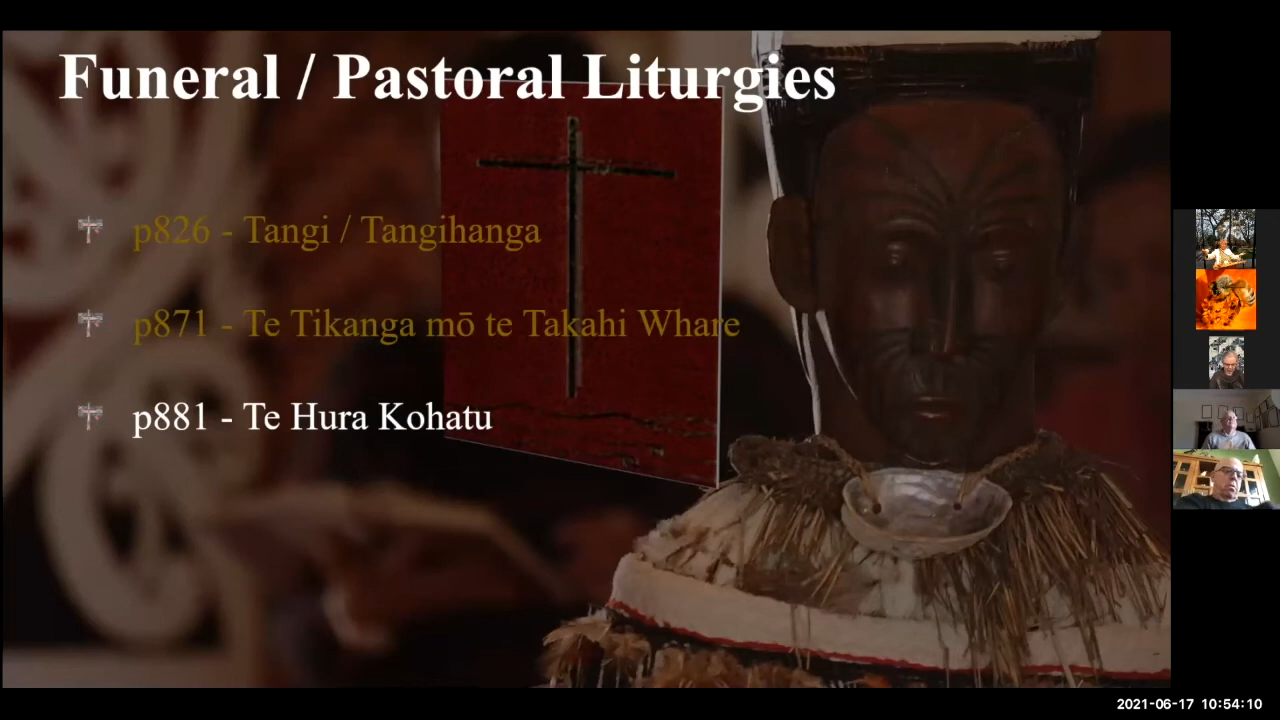 Funeral / Pastoral Liturgies
p826 - Tangi / Tangihanga
p871 - Te Tikanga mō te Takahi Whare
p881 - Te Hura Kohatu
2021-06-17 10:54:10